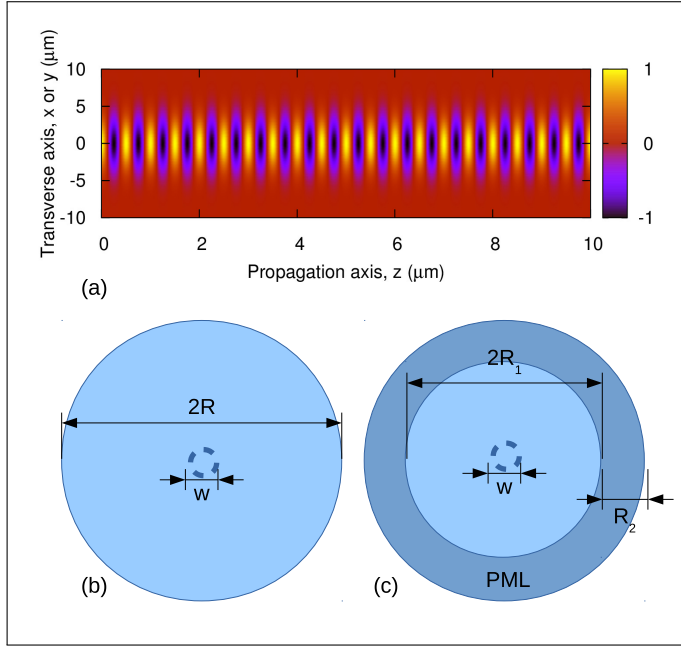 Transverse axis, x or y (μm)
10
5
0
-5
-10
0
2
4
6
8
10
Propagation axis, z (μm)
1
0
-1
(a)
2R
w
(b)
2R₁
w
R₂
PML
(c)